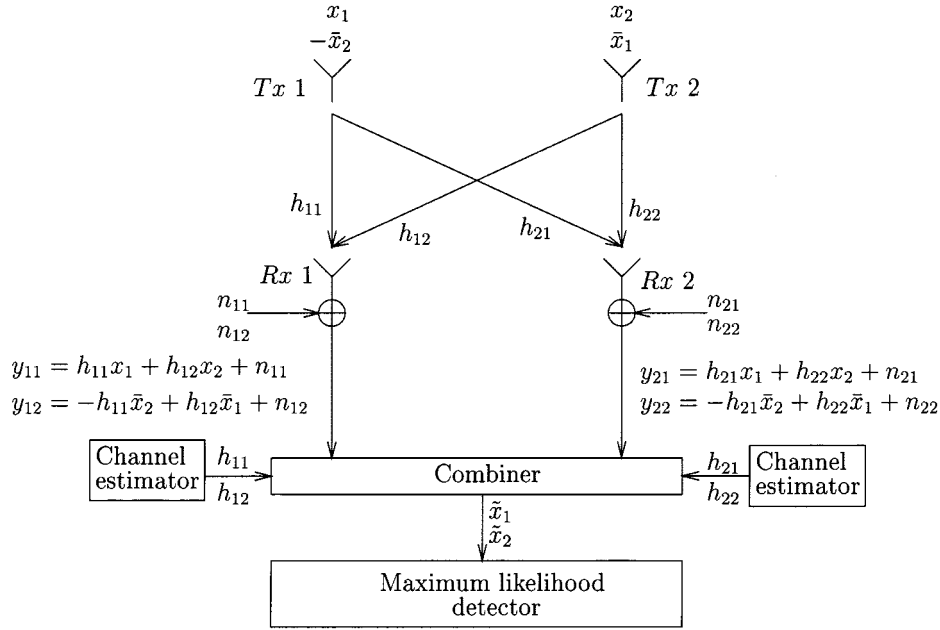 x₁ x₂
−x̄₂ x̄₁
Tx 1 Tx 2
h₁₁ h₁₂ h₂₁ h₂₂
Rx 1 Rx 2
n₁₁ n₂₁
n₁₂ n₂₂
y₁₁ = h₁₁x₁ + h₁₂x₂ + n₁₁
y₁₂ = −h₁₁x̄₂ + h₁₂x̄₁ + n₁₂
y₂₁ = h₂₁x₁ + h₂₂x₂ + n₂₁
y₂₂ = −h₂₁x̄₂ + h₂₂x̄₁ + n₂₂
Channel
estimator
h₁₁
h₁₂
Combiner
h₂₁
h₂₂
Channel
estimator
x̃₁
x̃₂
Maximum likelihood
detector